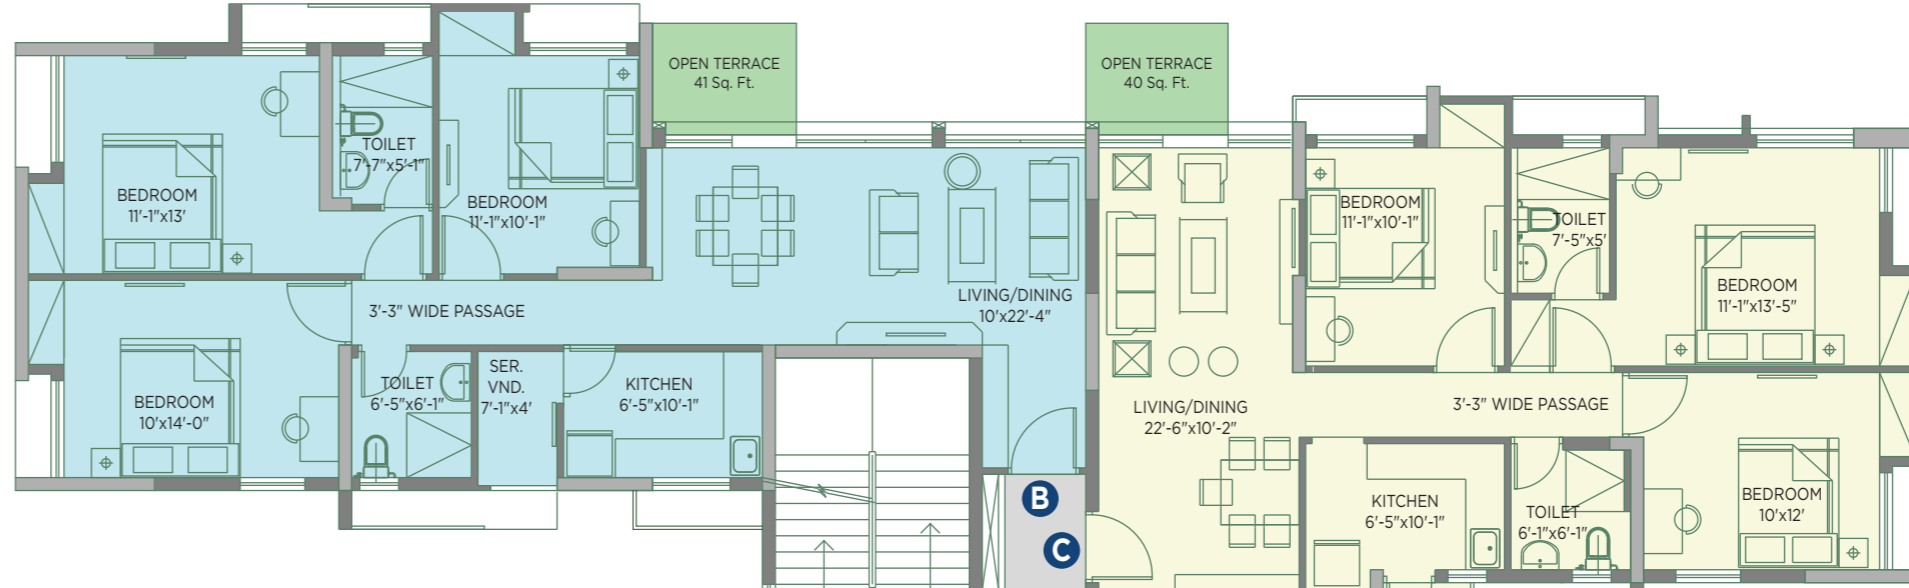 OPEN TERRACE
41 Sq. Ft.
OPEN TERRACE
40 Sq. Ft.
TOILET
7'-7"x5'-1"
BEDROOM
11'-1"x13'
BEDROOM
11'-1"x10'-1"
BEDROOM
11'-1"x10'-1"
TOILET
7'-5"x5'
BEDROOM
11'-1"x13'-5"
3'-3" WIDE PASSAGE
LIVING/DINING
10'x22'-4"
BEDROOM
10'x14'-0"
TOILET
6'-5"x6'-1"
SER.
VND.
7'-1"x4'
KITCHEN
6'-5"x10'-1"
LIVING/DINING
22'-6"x10'-2"
3'-3" WIDE PASSAGE
B
C
KITCHEN
6'-5"x10'-1"
TOILET
6'-1"x6'-1"
BEDROOM
10'x12'